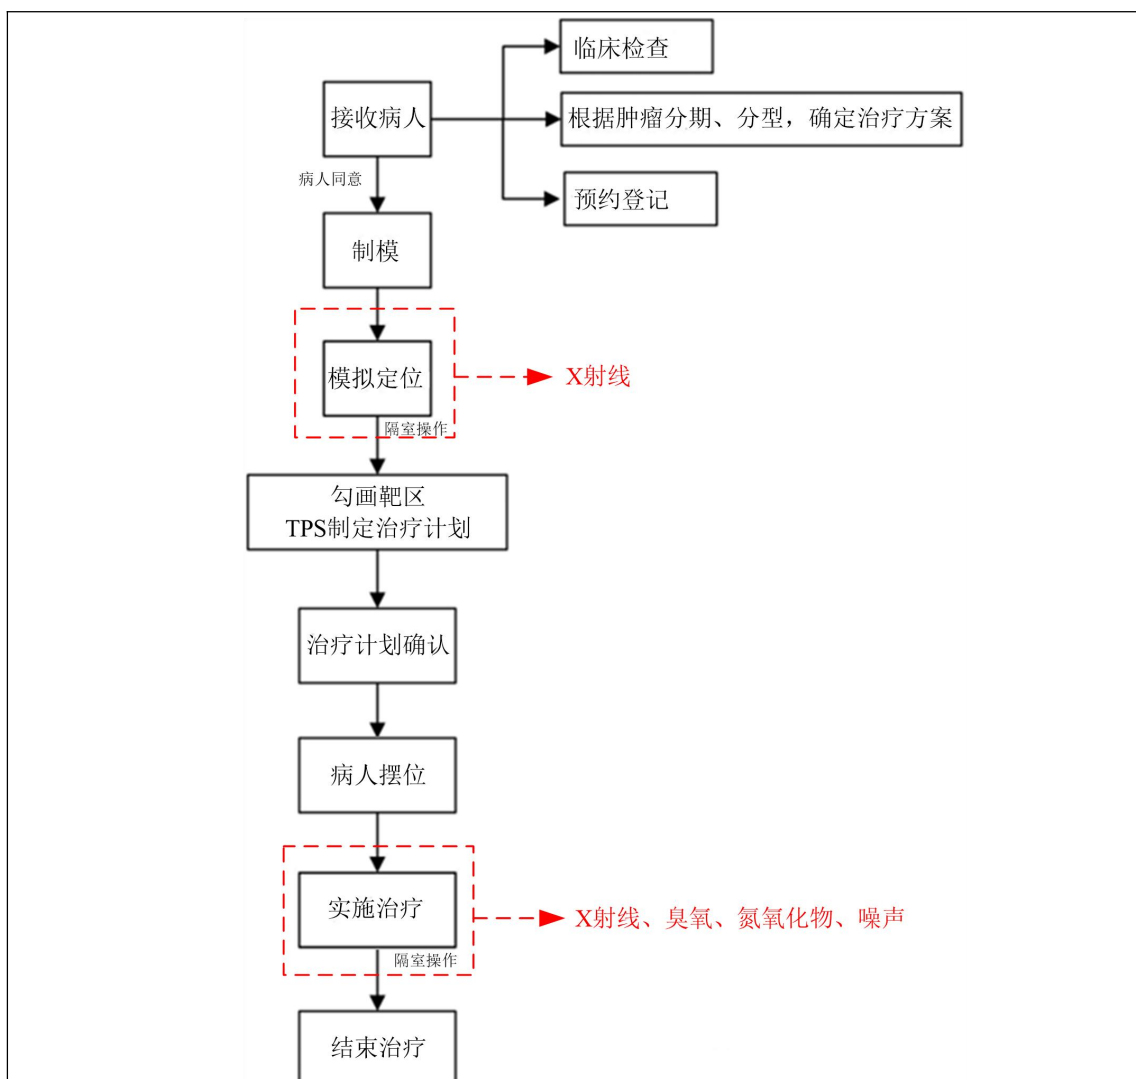 临床检查
接收病人
根据肿瘤分期、分型，确定治疗方案
病人同意
预约登记
制模
模拟定位
X射线
隔室操作
勾画靶区
TPS制定治疗计划
治疗计划确认
病人摆位
实施治疗
X射线、臭氧、氮氧化物、噪声
隔室操作
结束治疗